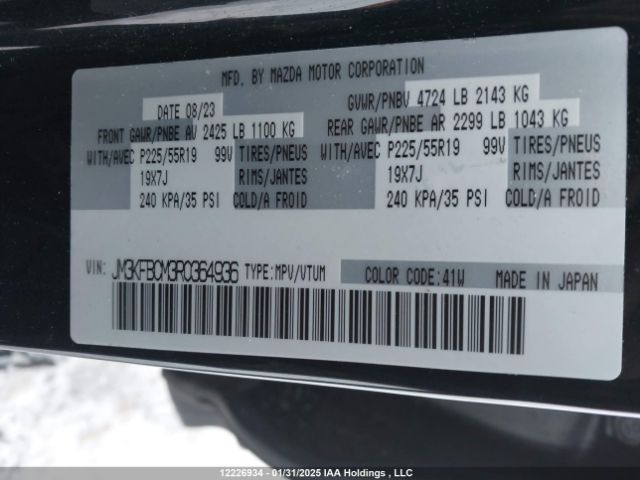 MFD. BY MAZDA MOTOR CORPORATION
DATE 08/23 GVWR/PNBV 4724 LB 2143 KG
FRONT GAWR/PNBE AV 2425 LB 1100 KG REAR GAWR/PNBE AR 2299 LB 1043 KG
WITH/AVEC P225/55R19 99V TIRES/PNEUS WITH/AVEC P225/55R19 99V TIRES/PNEUS
19X7J RIMS/JANTES 19X7J RIMS/JANTES
240 KPA/35 PSI COLD/A FROID 240 KPA/35 PSI COLD/A FROID
VIN: JM3KFBCM3R0364936 TYPE:MPV/VTUM COLOR CODE:41W MADE IN JAPAN
12226934 - 01/31/2025 IAA Holdings , LLC